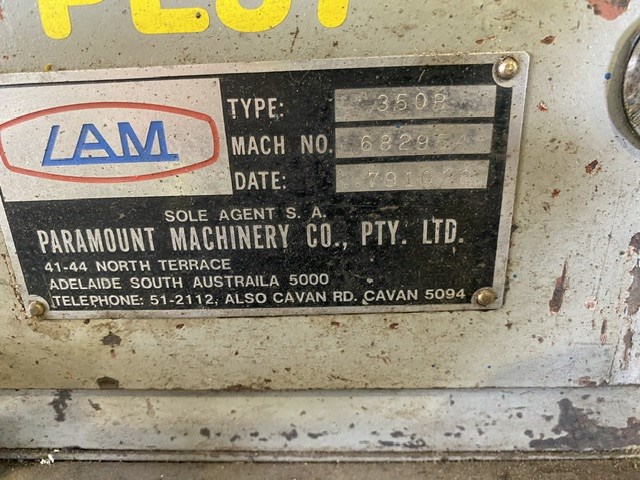 LAM
TYPE: 350B
MACH NO.
DATE:
SOLE AGENT S. A.
PARAMOUNT MACHINERY CO., PTY. LTD.
41-44 NORTH TERRACE
ADELAIDE SOUTH AUSTRAILA 5000
TELEPHONE: 51-2112, ALSO CAVAN RD. CAVAN 5094